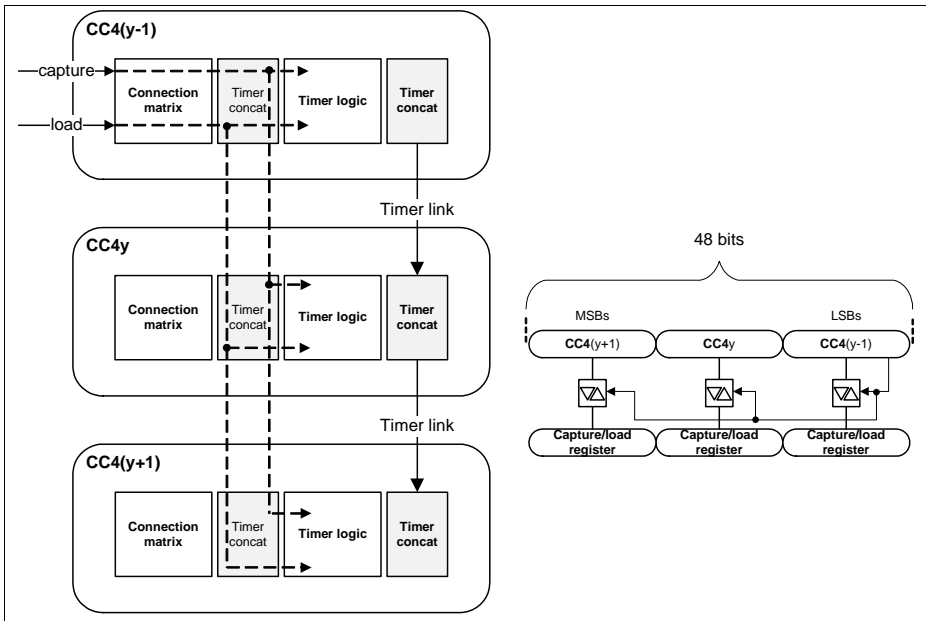 CC4(y-1)
capture
load
Connection matrix
Timer concat
Timer logic
Timer concat
Timer link
CC4y
Connection matrix
Timer concat
Timer logic
Timer concat
Timer link
CC4(y+1)
Connection matrix
Timer concat
Timer logic
Timer concat
48 bits
MSBs
LSBs
CC4(y+1)
CC4y
CC4(y-1)
Capture/load register
Capture/load register
Capture/load register